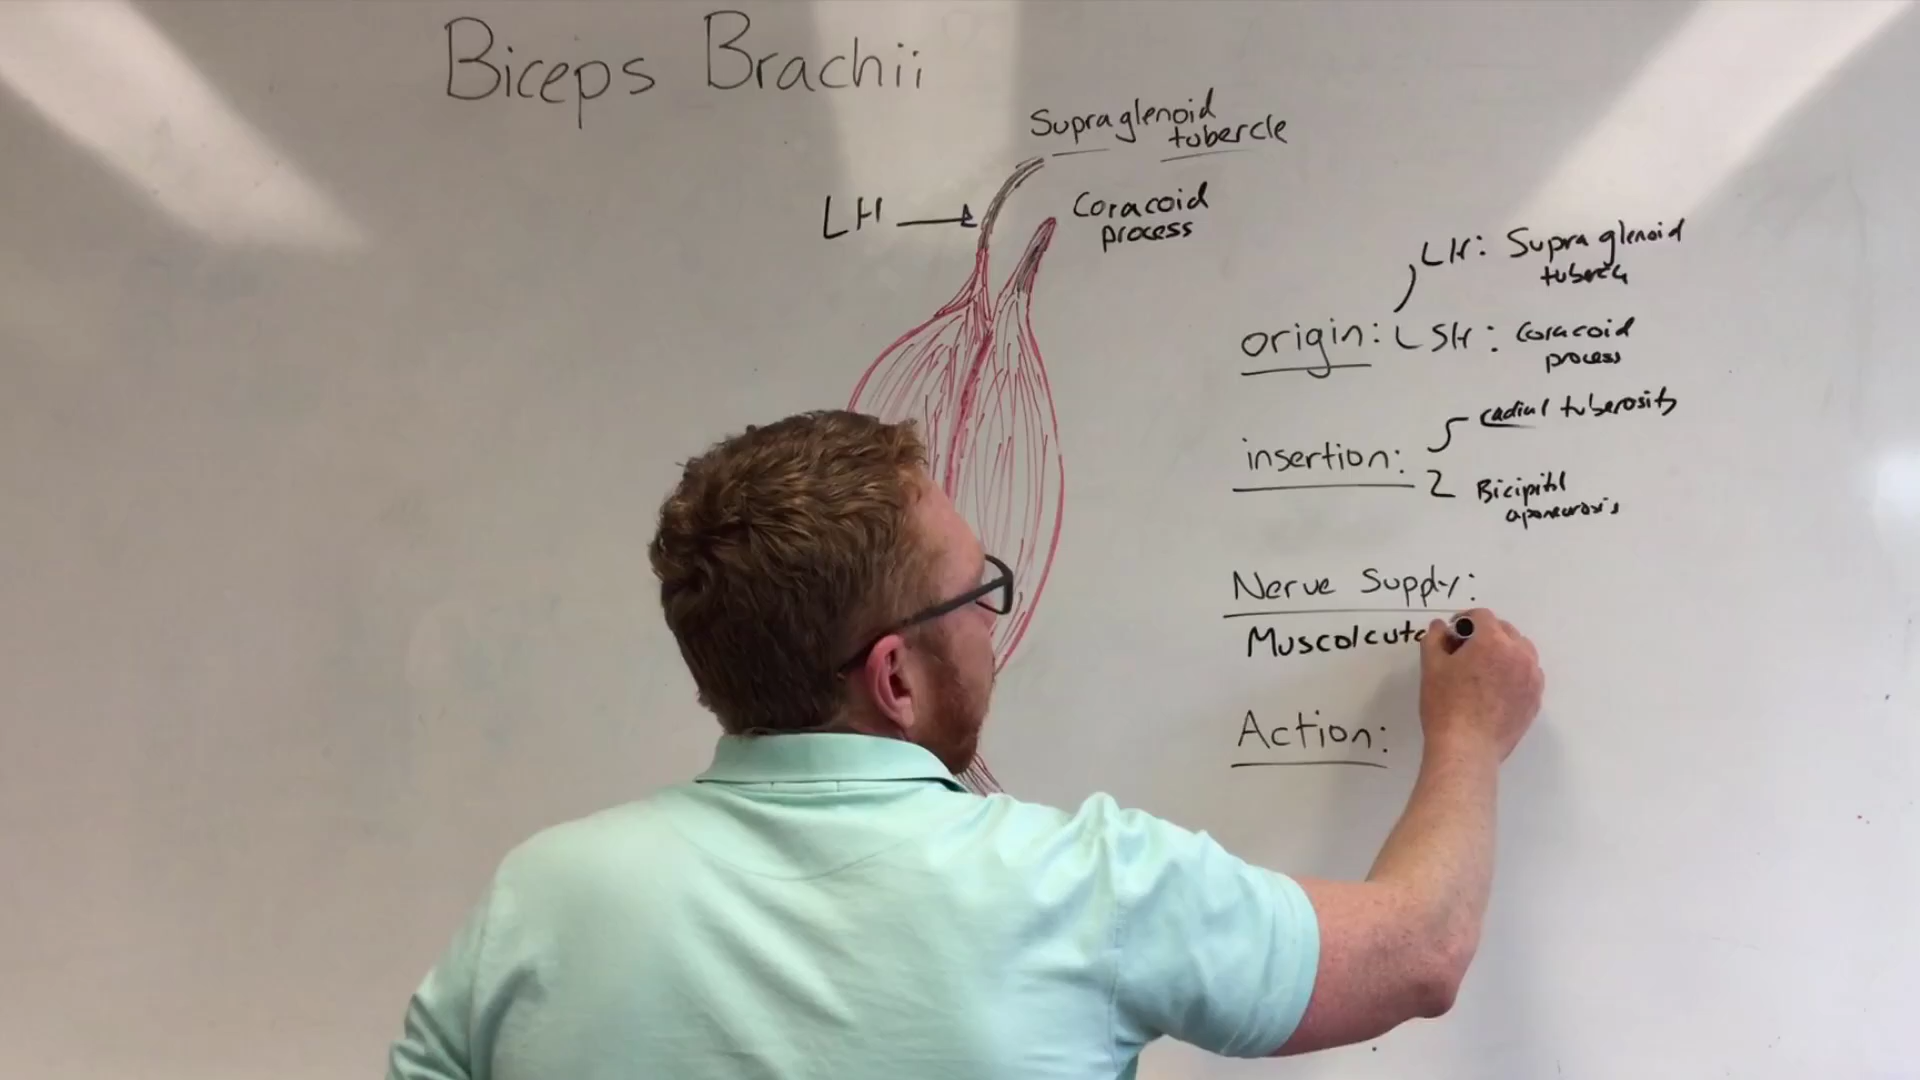 Biceps Brachii
Supraglenoid
tubercle
LH
Coracoid
process
LH: Supraglenoid
tubercle
origin: SH: Coracoid
process
radial tuberosity
insertion:
Bicipital
aponeurosis
Nerve Supply:
Muscolcuta
Action: